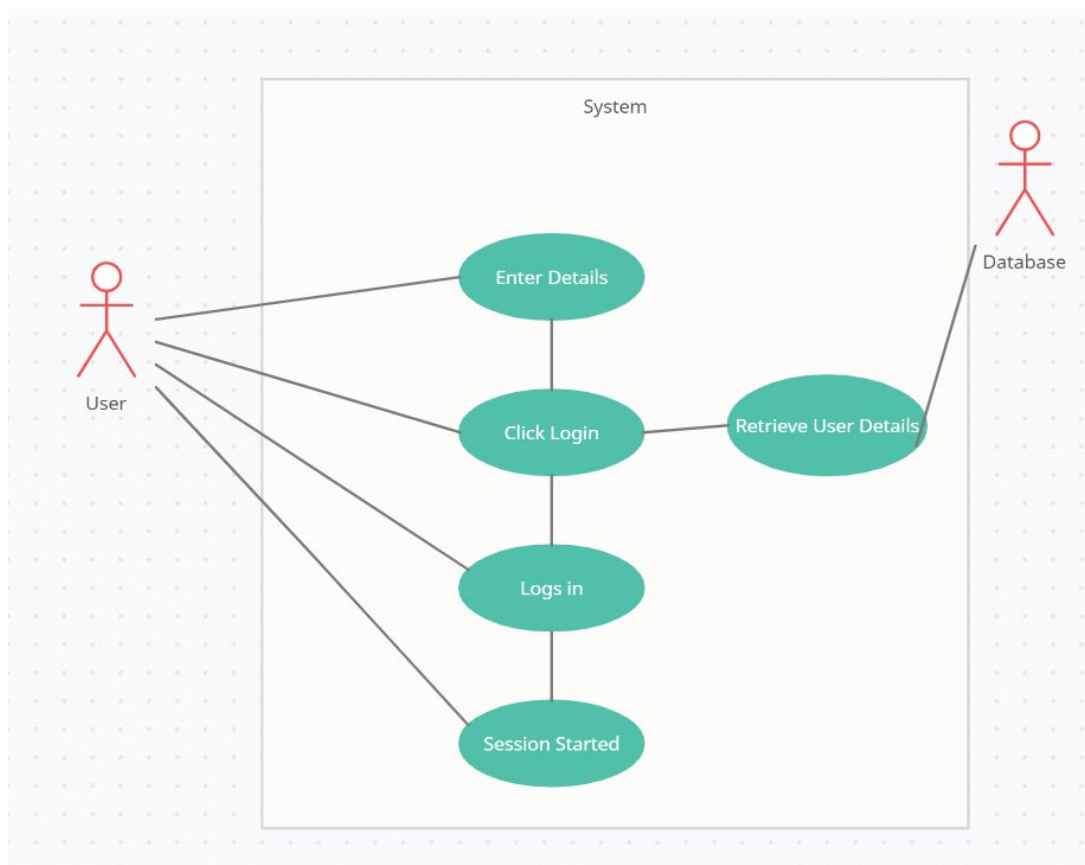 System
Database
Enter Details
User
Click Login
Retrieve User Details
Logs in
Session Started